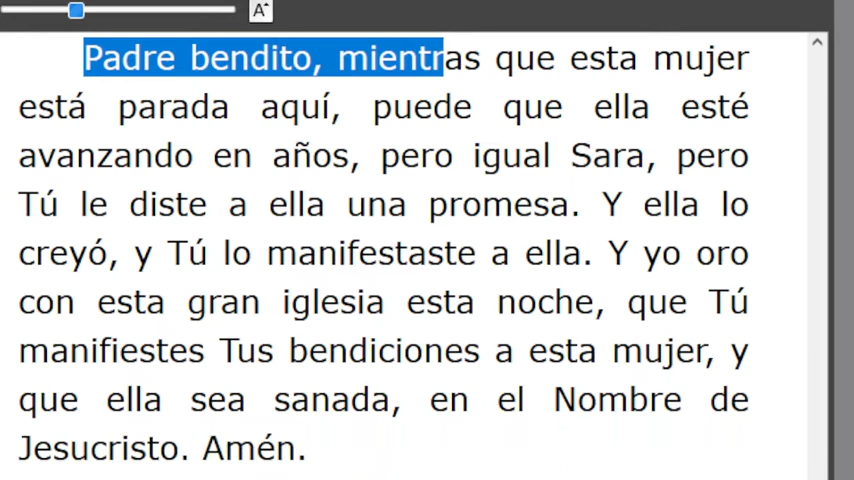 A
Padre bendito, mientras que esta mujer
está parada aquí, puede que ella esté
avanzando en años, pero igual Sara, pero
Tú le diste a ella una promesa. Y ella lo
creyó, y Tú lo manifestaste a ella. Y yo oro
con esta gran iglesia esta noche, que Tú
manifiestes Tus bendiciones a esta mujer, y
que ella sea sanada, en el Nombre de
Jesucristo. Amén.